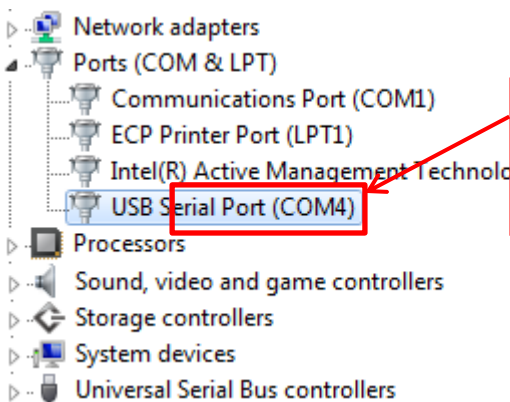 Network adapters
Ports (COM & LPT)
Communications Port (COM1)
ECP Printer Port (LPT1)
Intel(R) Active Management
USB Serial Port (COM4)
Processors
Sound, video and game controllers
Storage controllers
System devices
Universal Serial Bus controllers